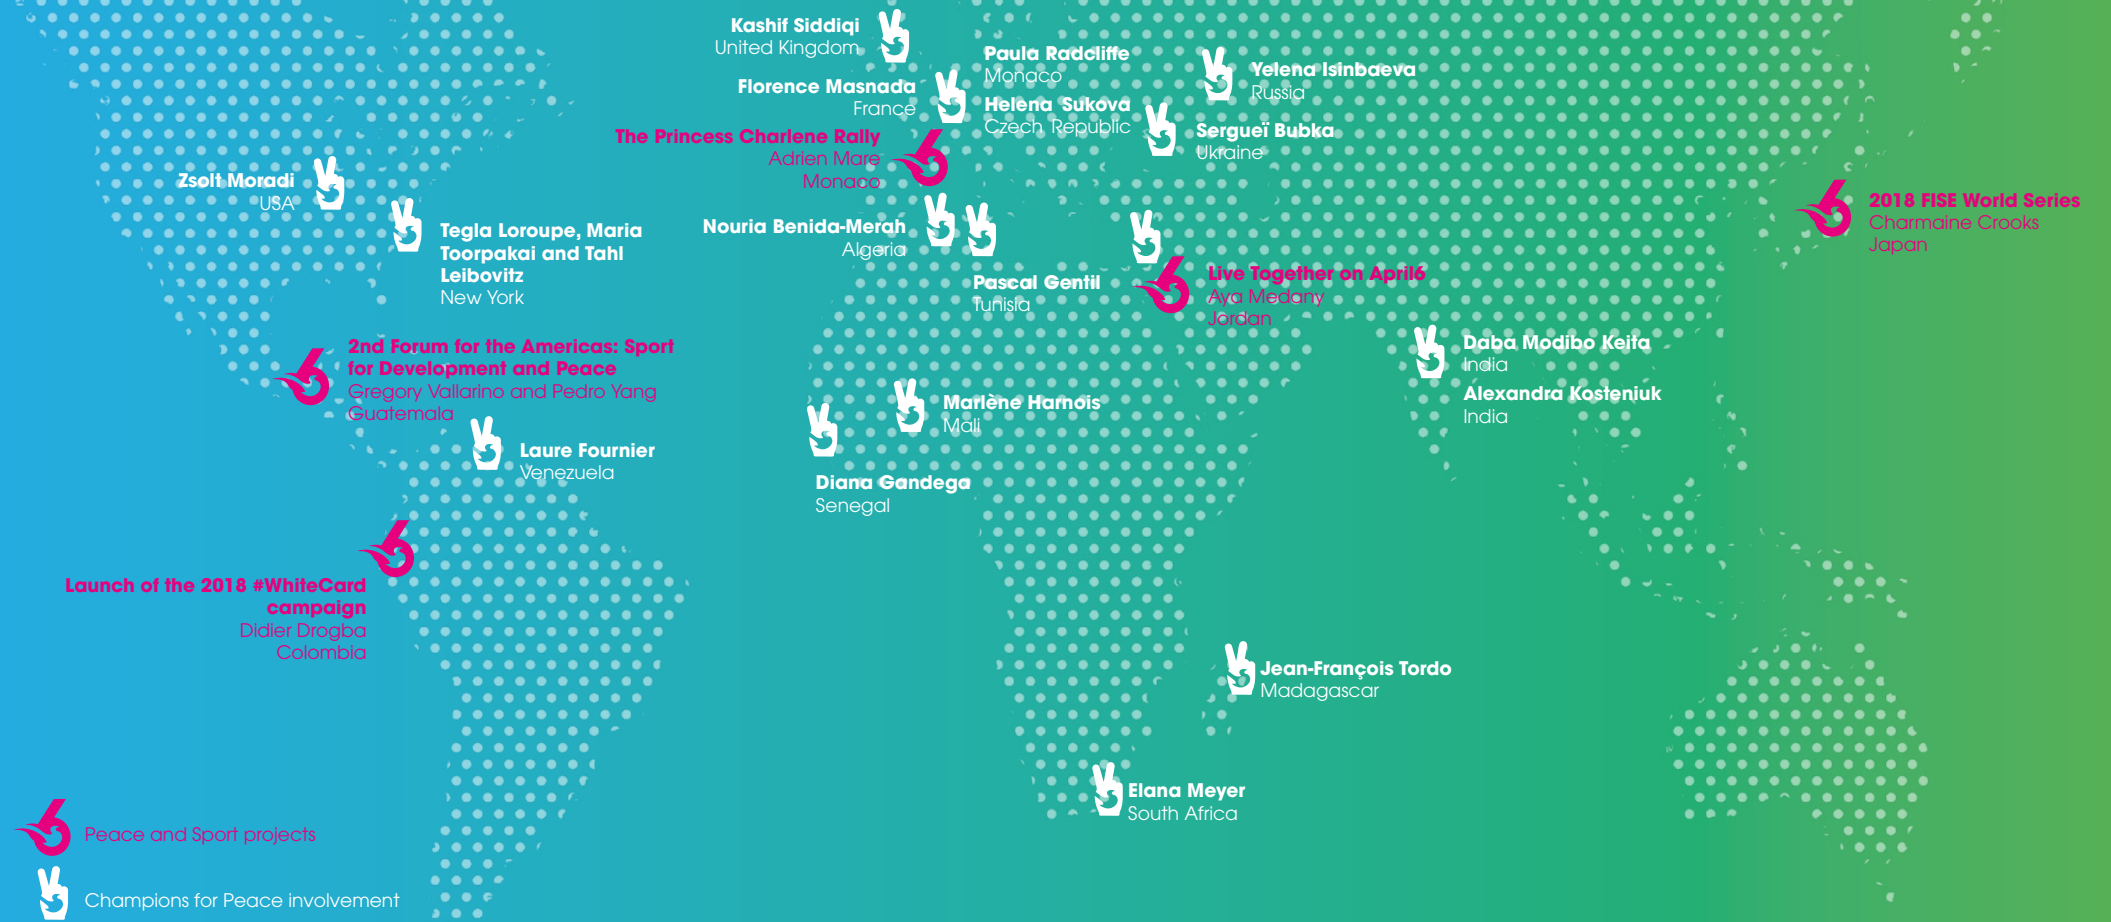 Kashif Siddiqi
United Kingdom
Paula Radcliffe
Monaco
Yelena Isinbaeva
Russia
Florence Masnada
France
Helena Sukova
Czech Republic
Sergueï Bubka
Ukraine
The Princess Charlene Rally
Adrien Mare
Monaco
Zsolt Moradi
USA
Tegla Loroupe, Maria
Toorpakai and Tahl
Leibovitz
New York
Nouria Benida-Merah
Algeria
Pascal Gentil
Tunisia
Live Together on April6
Aya Medany
Jordan
2018 FISE World Series
Charmaine Crooks
Japan
2nd Forum for the Americas: Sport
for Development and Peace
Gregory Vallarino and Pedro Yang
Guatemala
Daba Modibo Keita
India
Alexandra Kosteniuk
India
Marlène Harnois
Mali
Laure Fournier
Venezuela
Diana Gandega
Senegal
Launch of the 2018 #WhiteCard
campaign
Didier Drogba
Colombia
Jean-François Tordo
Madagascar
Elana Meyer
South Africa
Peace and Sport projects
Champions for Peace involvement